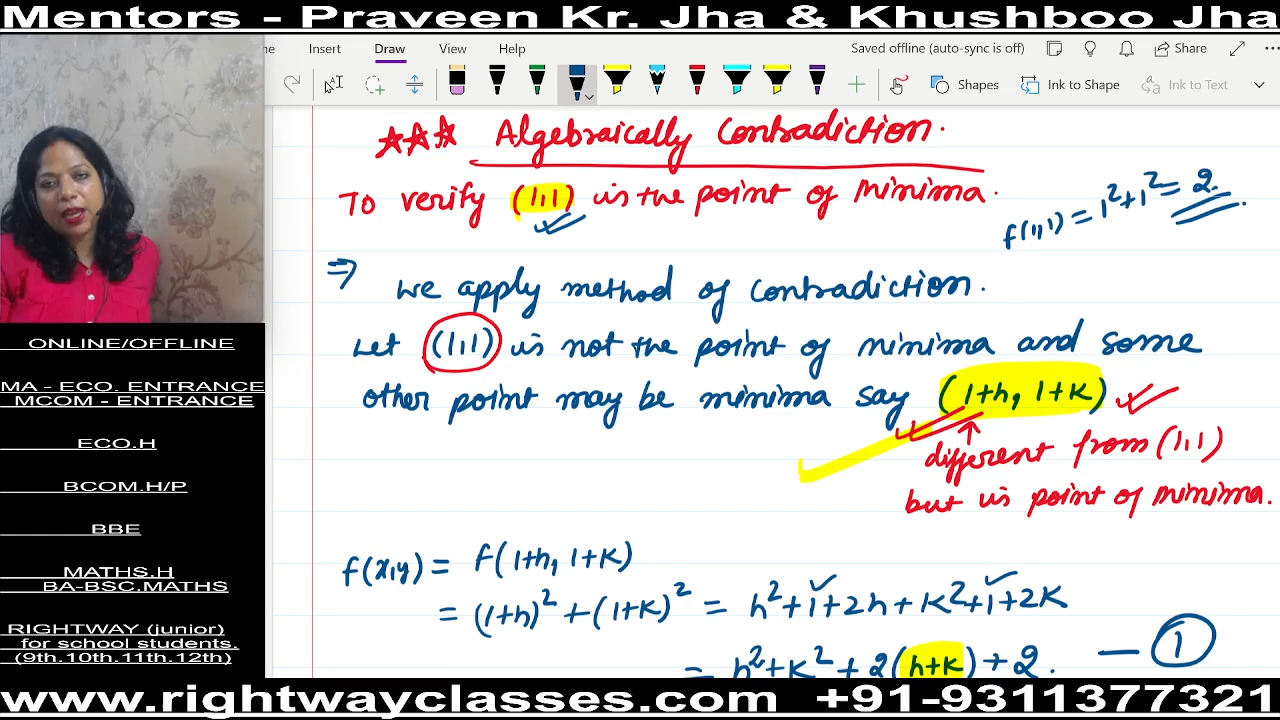 Mentors - Praveen Kr. Jha & Khushboo Jha
Insert Draw View Help
Saved offline (auto-sync is off)
Share
Shapes
Ink to Shape
Ink to Text
*** Algebraically Contradiction.
To verify (1,1) is the point of Minima.
f(1,1) = 1²+1² = 2.
⇒ We apply method of contradiction.
Let (1,1) is not the point of minima and some
other point may be minima say (1+h, 1+K)
different from (1,1)
but is point of Minima.
f(x,y) = f(1+h, 1+K)
= (1+h)² + (1+K)² = h²+1+2h+K²+1+2K
= h²+K² + 2(h+K) + 2. — 1
ONLINE/OFFLINE
MA - ECO. ENTRANCE
MCOM - ENTRANCE
ECO.H
BCOM.H/P
BBE
MATHS.H
BA-BSC.MATHS
RIGHTWAY (junior)
for school students.
(9th.10th.11th.12th)
www.rightwayclasses.com +91-9311377321